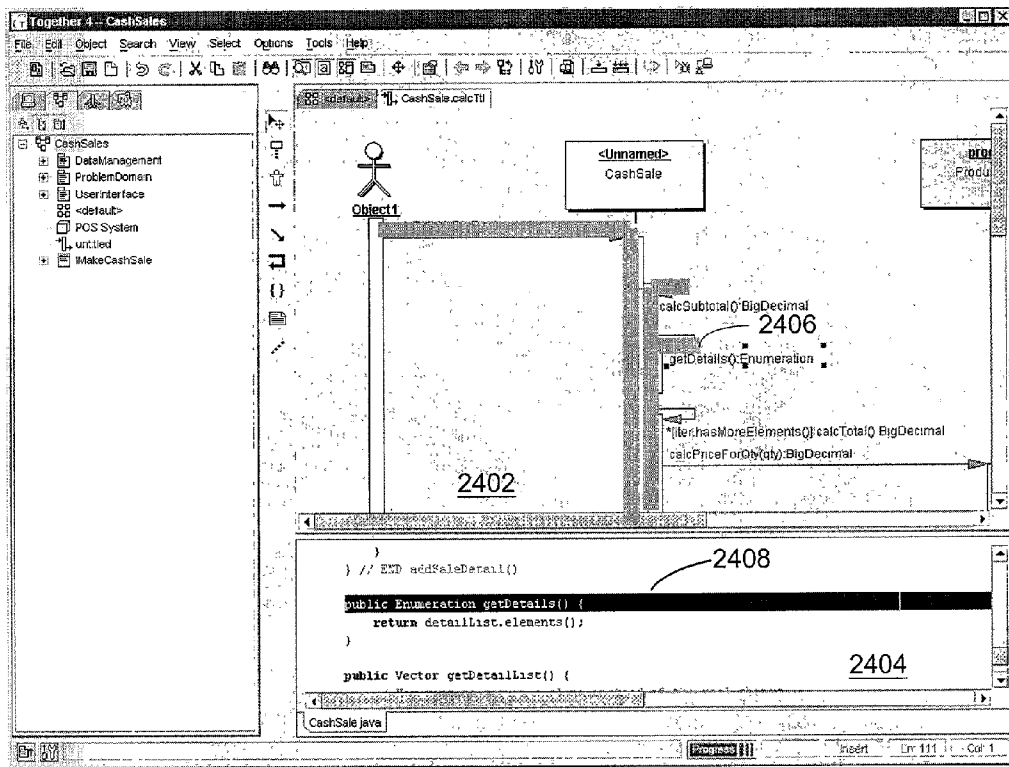 Together 4 -- CashSales
File Edit Object Search View Select Options Tools Help
<default> CashSale.calcTtl
CashSales
DataManagement
ProblemDomain
UserInterface
<default>
POS System
untitled
IMakeCashSale
Object1
<Unnamed>
CashSale
prod
Produ
calcSubtotal():BigDecimal
2406
getDetails():Enumeration
*[iter.hasMoreElements()]:calcTotal():BigDecimal
calcPriceForQty(qty):BigDecimal
2402
}
} // END addSaleDetail()
2408
public Enumeration getDetails() {
return detailList.elements();
}
public Vector getDetailList() {
2404
CashSale.java
Progress Insert Ln 111 Col 1